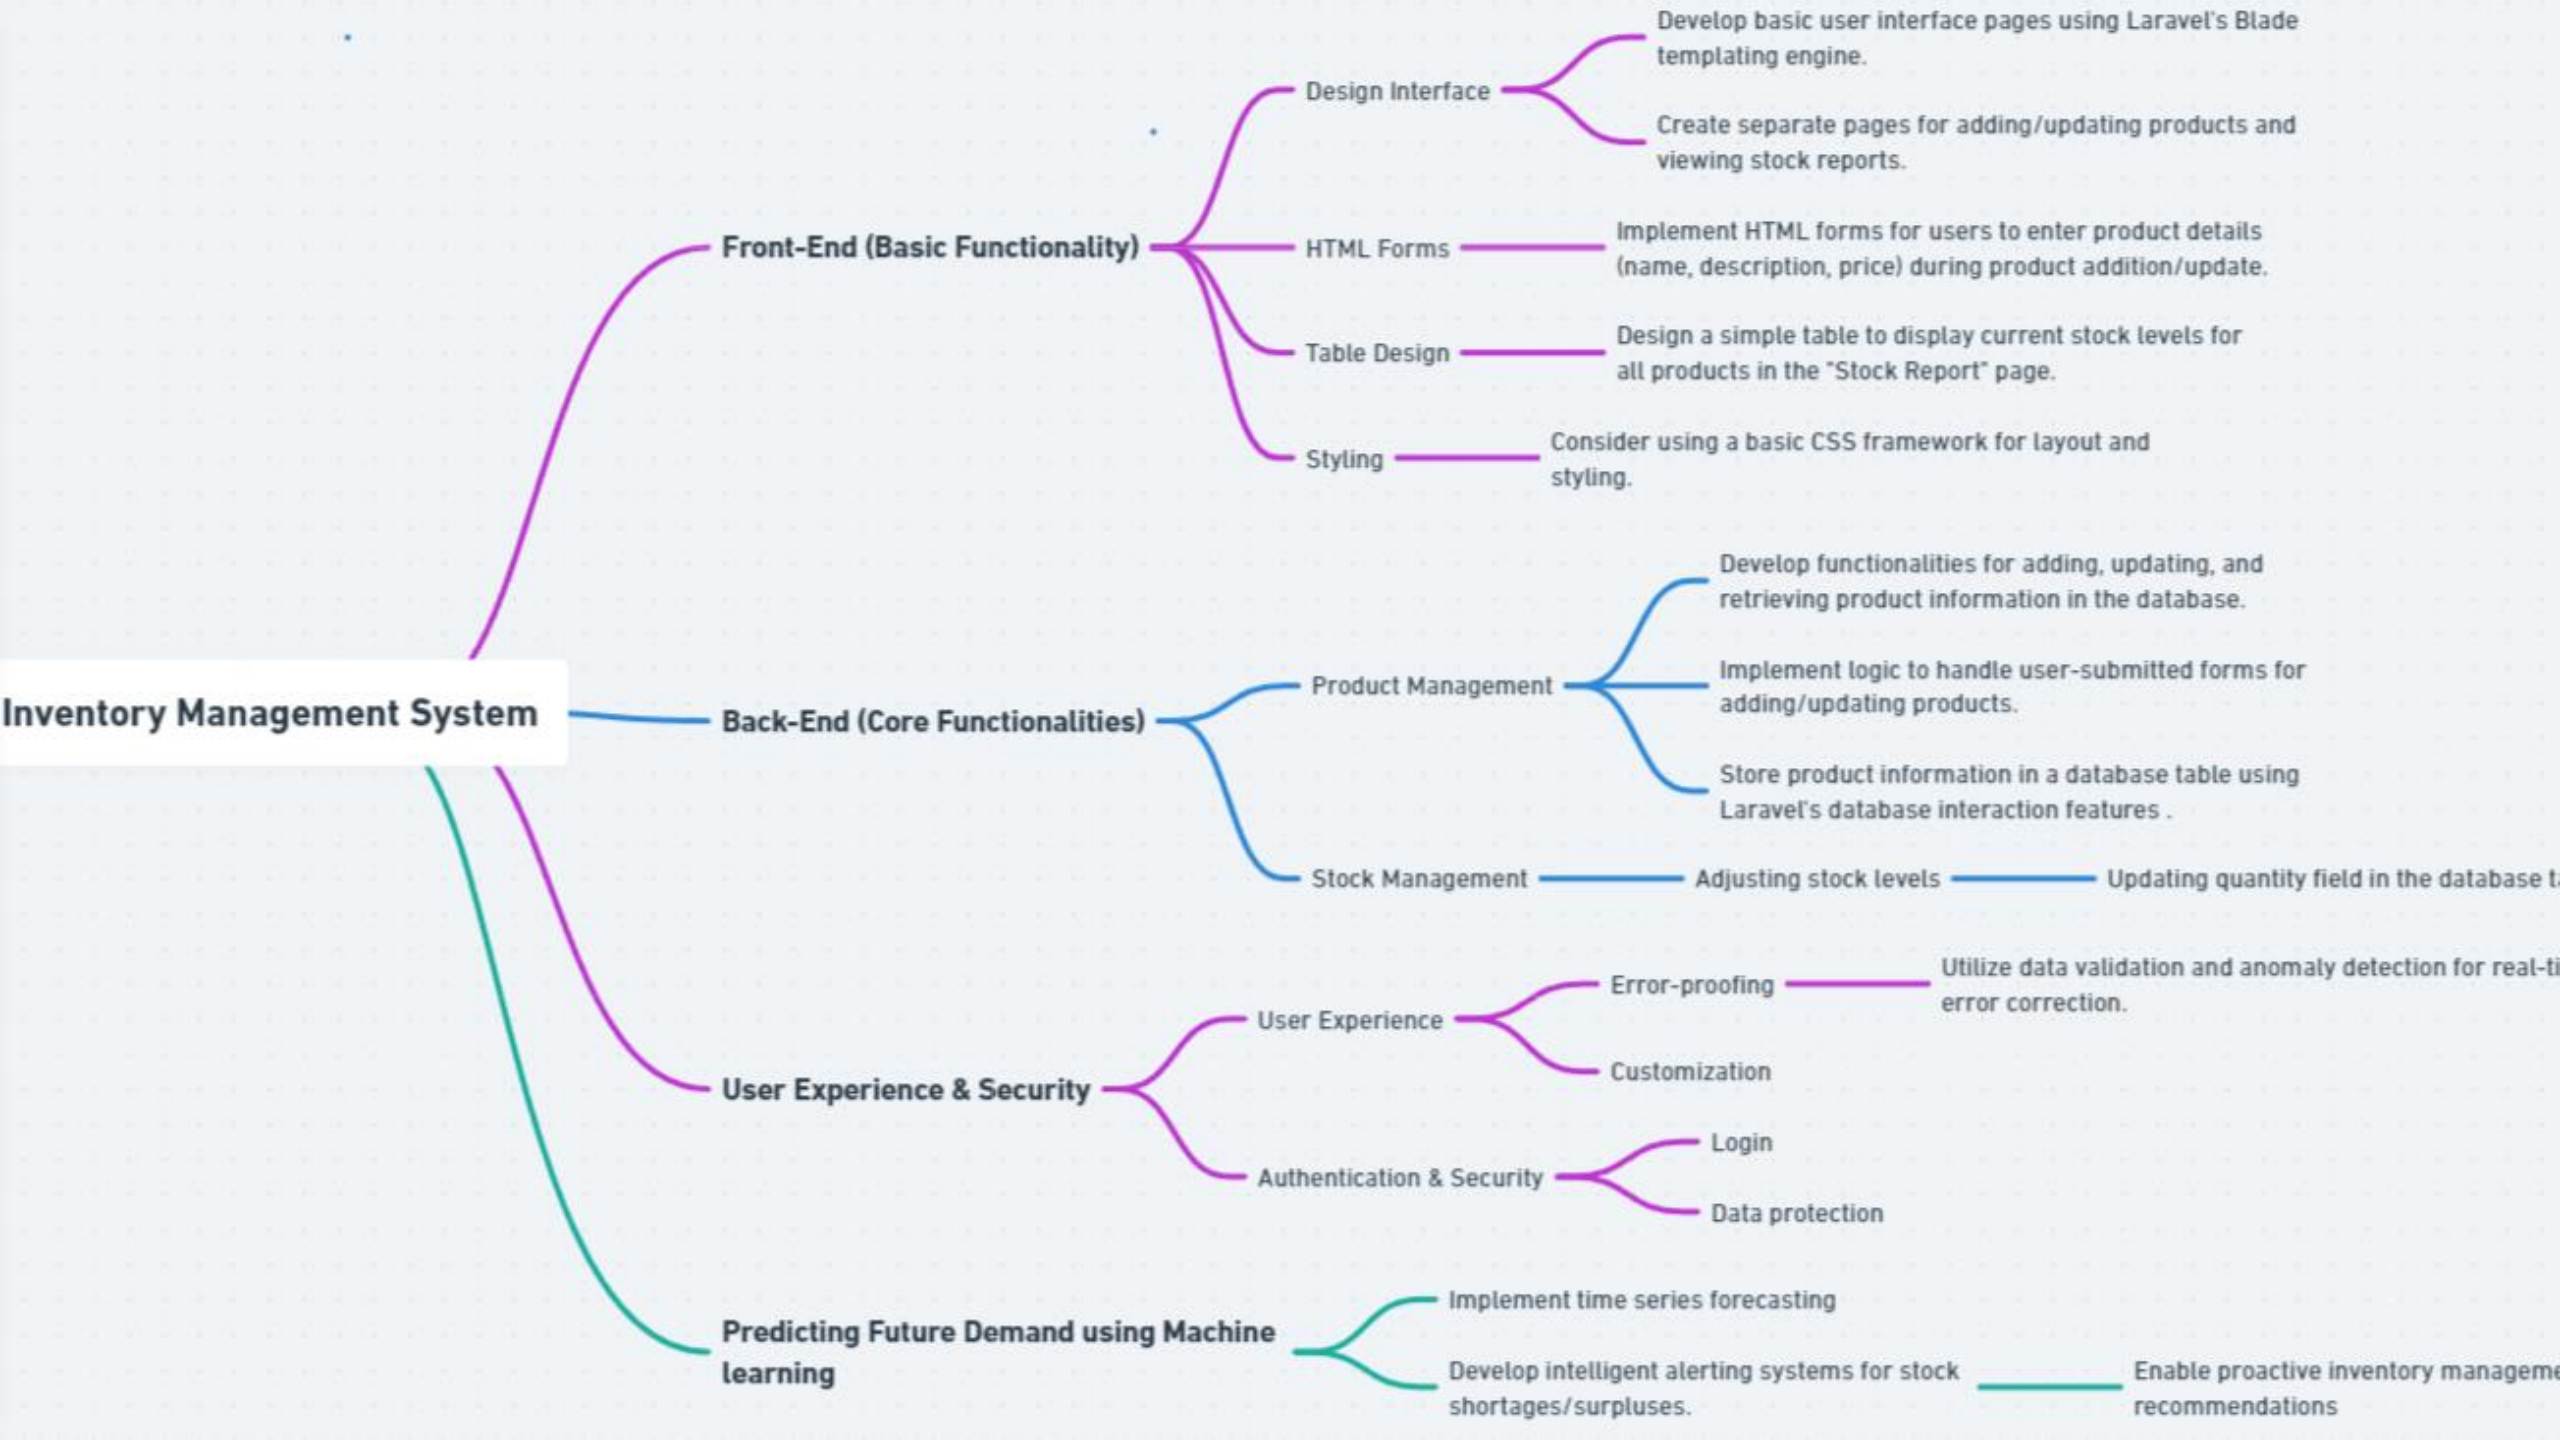 Inventory Management System
Front-End (Basic Functionality)
Design Interface
Develop basic user interface pages using Laravel's Blade
templating engine.
Create separate pages for adding/updating products and
viewing stock reports.
HTML Forms
Implement HTML forms for users to enter product details
(name, description, price) during product addition/update.
Table Design
Design a simple table to display current stock levels for
all products in the "Stock Report" page.
Styling
Consider using a basic CSS framework for layout and
styling.
Back-End (Core Functionalities)
Product Management
Develop functionalities for adding, updating, and
retrieving product information in the database.
Implement logic to handle user-submitted forms for
adding/updating products.
Store product information in a database table using
Laravel's database interaction features .
Stock Management
Adjusting stock levels
Updating quantity field in the database
User Experience & Security
User Experience
Error-proofing
Utilize data validation and anomaly detection for
error correction.
Customization
Authentication & Security
Login
Data protection
Predicting Future Demand using Machine
learning
Implement time series forecasting
Develop intelligent alerting systems for stock
shortages/surpluses.
Enable proactive inventory
recommendations